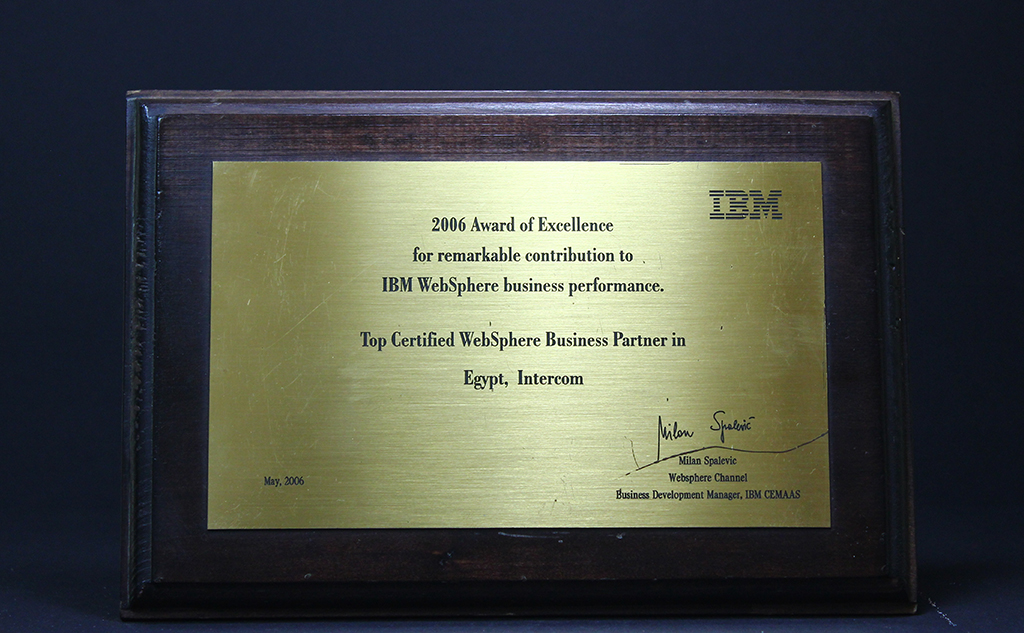 IBM
2006 Award of Excellence
for remarkable contribution to
IBM WebSphere business performance.
Top Certified WebSphere Business Partner in
Egypt, Intercom
Milan Spalević
Milan Spalevic
Websphere Channel
Business Development Manager, IBM CEMAAS
May, 2006